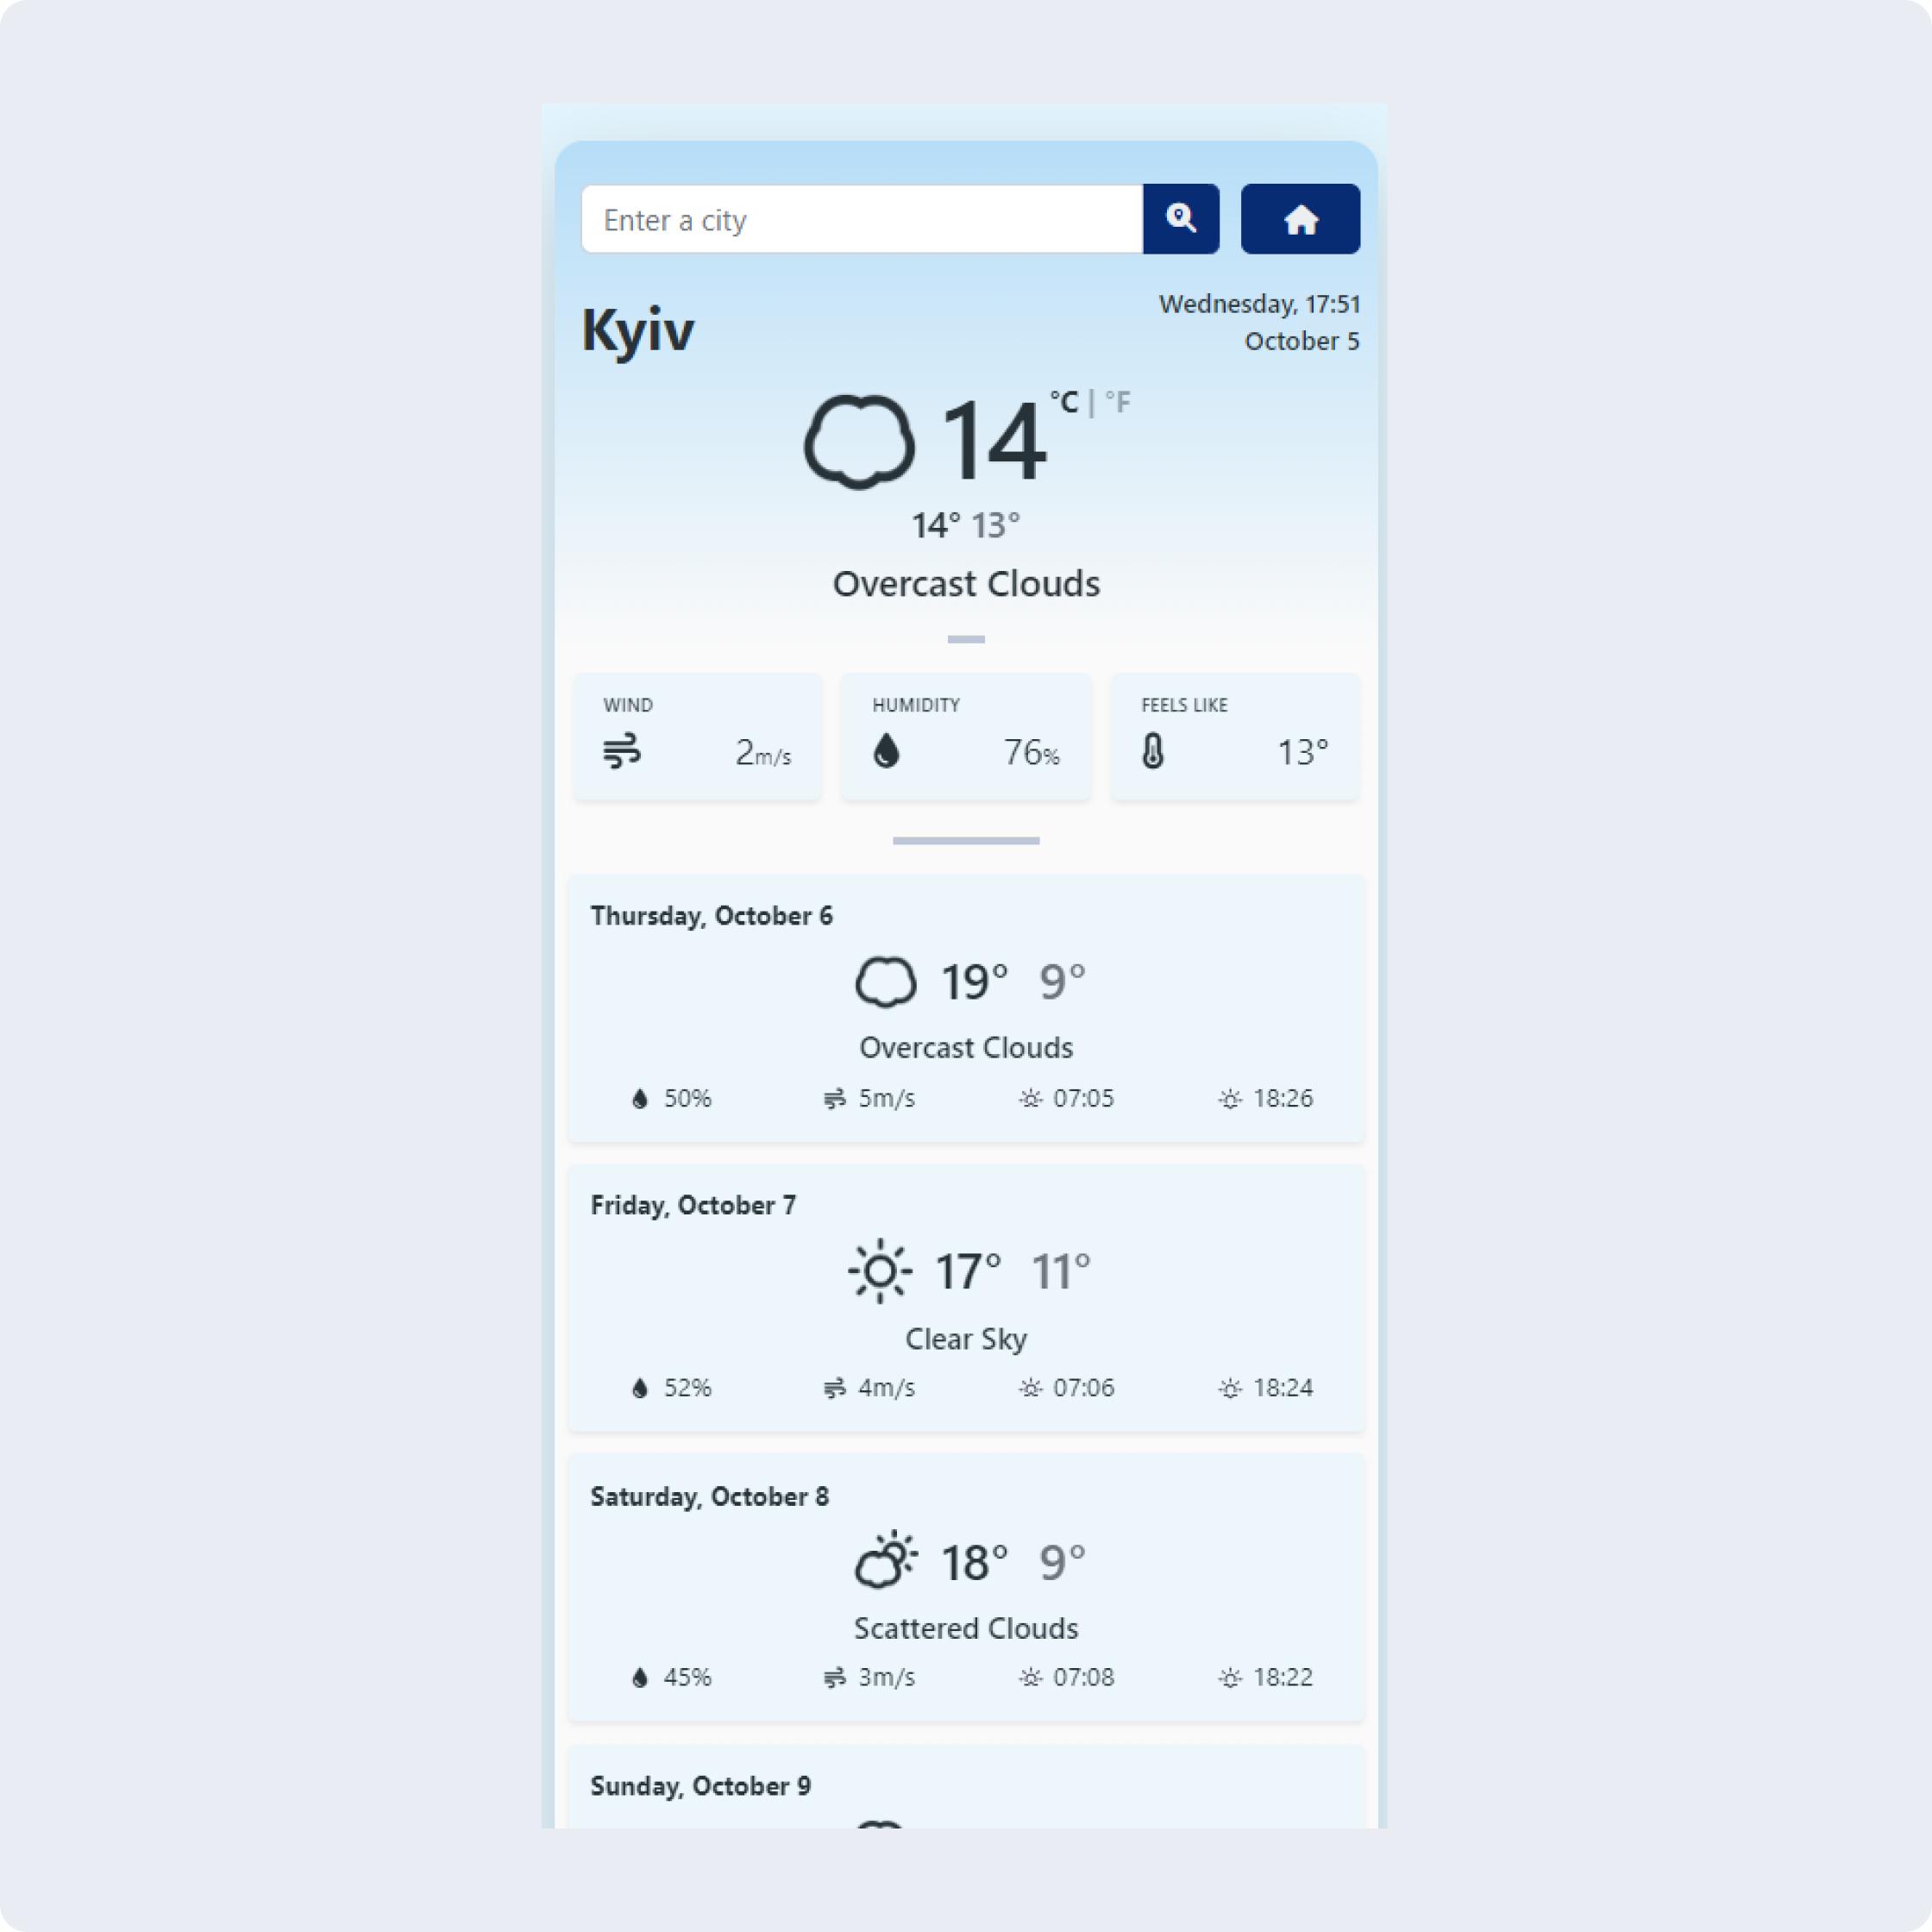 Enter a city
Kyiv
Wednesday, 17:51
October 5
14 °C | °F
14° 13°
Overcast Clouds
WIND
2m/s
HUMIDITY
76%
FEELS LIKE
13°
Thursday, October 6
19° 9°
Overcast Clouds
50% 5m/s 07:05 18:26
Friday, October 7
17° 11°
Clear Sky
52% 4m/s 07:06 18:24
Saturday, October 8
18° 9°
Scattered Clouds
45% 3m/s 07:08 18:22
Sunday, October 9